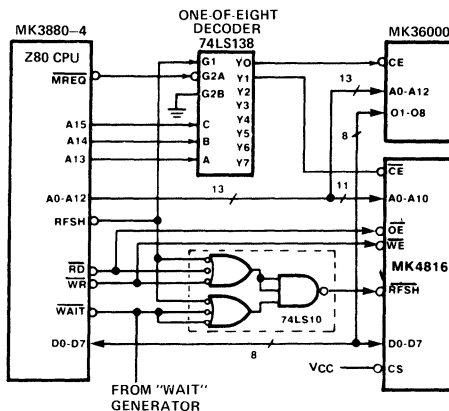 ONE-OF-EIGHT
DECODER
74LS138
MK3880-4
MK36000
Z80 CPU
MREQ
G1
G2A
G2B
C
B
A
Y0
Y1
Y2
Y3
Y4
Y5
Y6
Y7
CE
A0-A12
O1-O8
13
8
A15
A14
A13
A0-A12
13
11
RFSH
RD
WR
WAIT
D0-D7
CE
A0-A10
OE
WE
MK4816
RFSH
74LS10
8
D0-D7
VCC
CS
FROM "WAIT"
GENERATOR